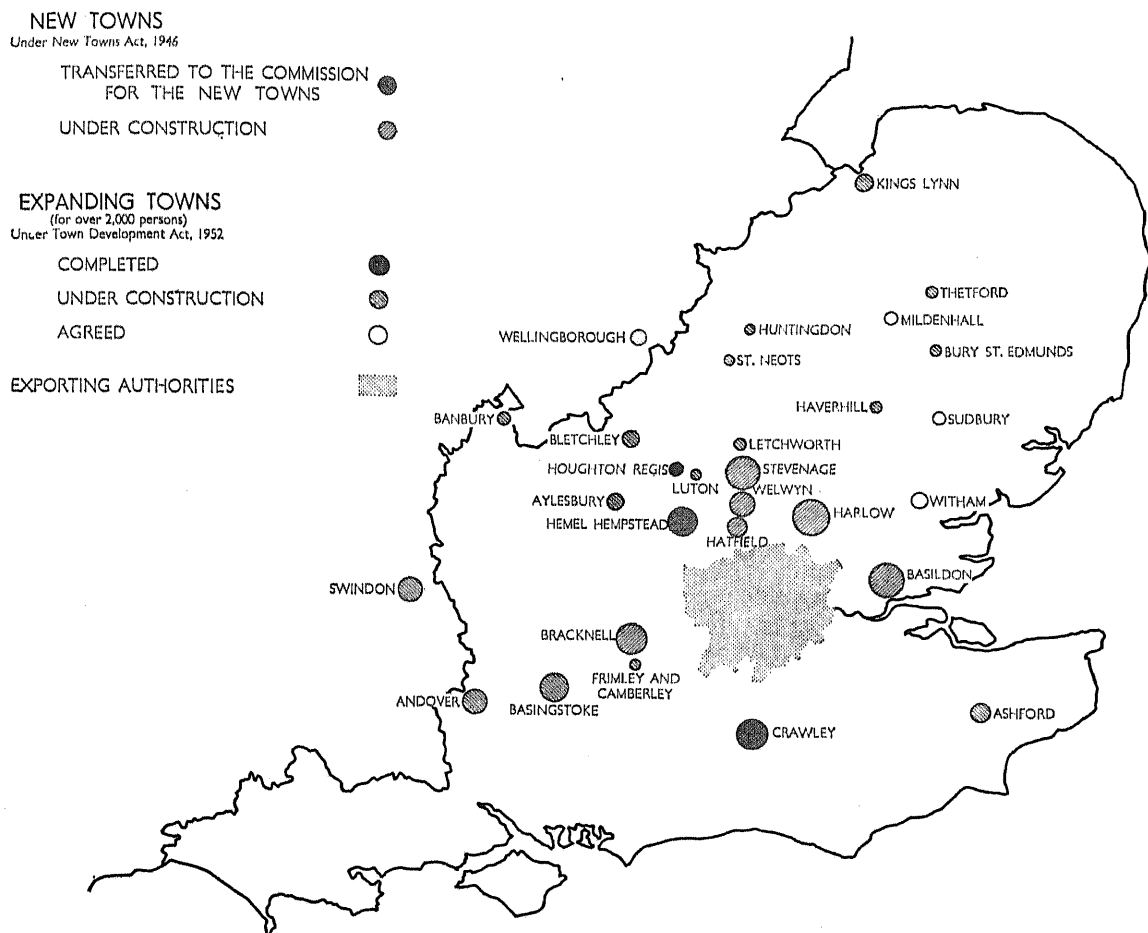 NEW TOWNS
Under New Towns Act, 1946
TRANSFERRED TO THE COMMISSION
FOR THE NEW TOWNS
UNDER CONSTRUCTION
EXPANDING TOWNS
(for over 2,000 persons)
Under Town Development Act, 1952
COMPLETED
UNDER CONSTRUCTION
AGREED
EXPORTING AUTHORITIES
KINGS LYNN
THETFORD
MILDENHALL
HUNTINGDON
WELLINGBOROUGH
BURY ST. EDMUNDS
ST. NEOTS
HAVERHILL
BANBURY
SUDBURY
BLETCHLEY
LETCHWORTH
HOUGHTON REGIS
STEVENAGE
LUTON
WELWYN
AYLESBURY
WITHAM
HEMEL HEMPSTEAD
HARLOW
HATFIELD
BASILDON
SWINDON
BRACKNELL
FRIMLEY AND
CAMBERLEY
ANDOVER
BASINGSTOKE
ASHFORD
CRAWLEY